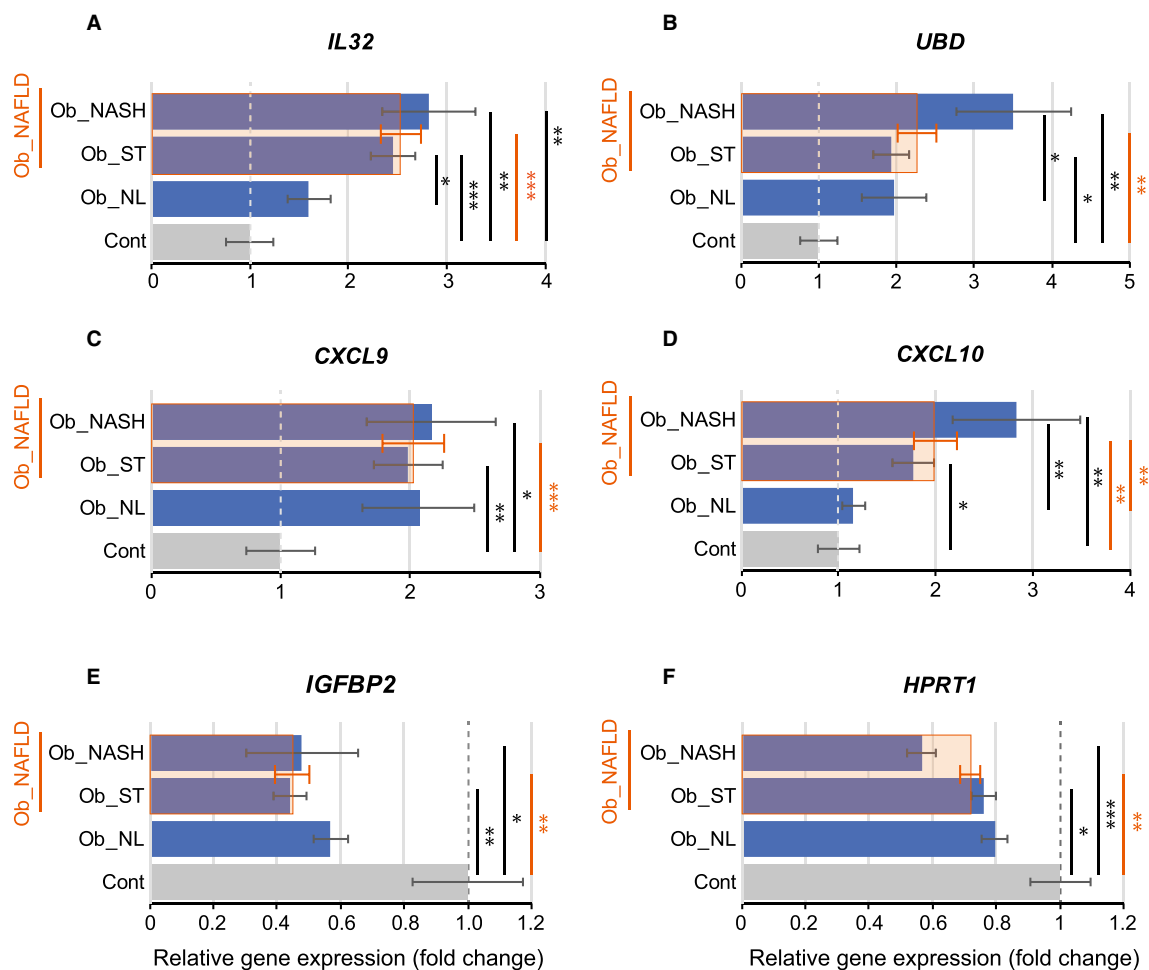 A
IL32
Ob_NAFLD
Ob_NASH
Ob_ST
Ob_NL
Cont
* *** ** *** **
0 1 2 3 4
B
UBD
Ob_NAFLD
Ob_NASH
Ob_ST
Ob_NL
Cont
* * ** **
0 1 2 3 4 5
C
CXCL9
Ob_NAFLD
Ob_NASH
Ob_ST
Ob_NL
Cont
** * ***
0 1 2 3
D
CXCL10
Ob_NAFLD
Ob_NASH
Ob_ST
Ob_NL
Cont
* ** ** ** **
0 1 2 3 4
E
IGFBP2
Ob_NAFLD
Ob_NASH
Ob_ST
Ob_NL
Cont
** * **
0 0.2 0.4 0.6 0.8 1.0 1.2
Relative gene expression (fold change)
F
HPRT1
Ob_NAFLD
Ob_NASH
Ob_ST
Ob_NL
Cont
* *** **
0 0.2 0.4 0.6 0.8 1.0 1.2
Relative gene expression (fold change)